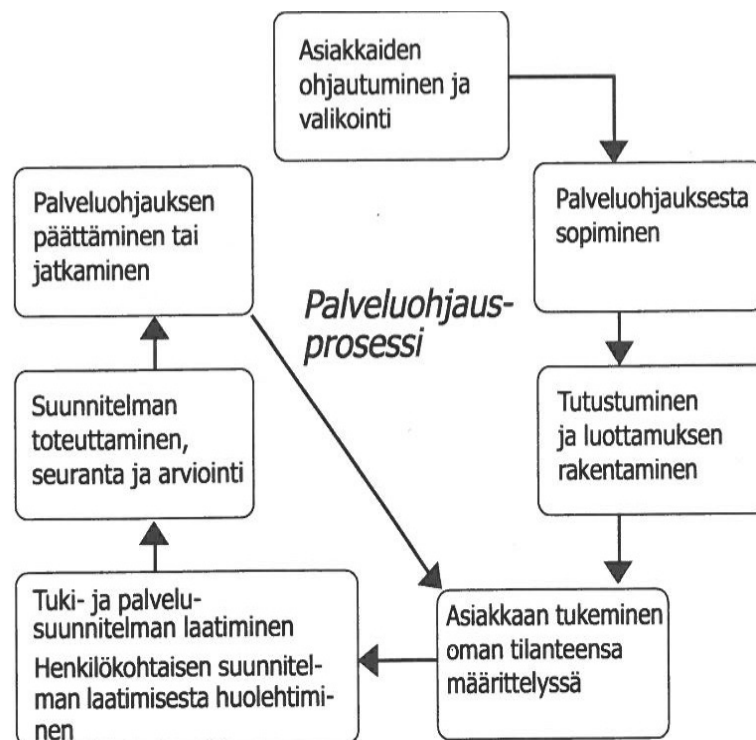 Asiakkaiden
ohjautuminen ja
valikointi
Palveluohjauksesta
sopiminen
Tutustuminen
ja luottamuksen
rakentaminen
Asiakkaan tukeminen
oman tilanteensa
määrittelyssä
Tuki- ja palvelu-
suunnitelman laatiminen
Henkilökohtaisen suunnitel-
man laatimisesta huolehtimi-
nen
Suunnitelman
toteuttaminen,
seuranta ja arviointi
Palveluohjauksen
päättäminen tai
jatkaminen
Palveluohjaus-
prosessi